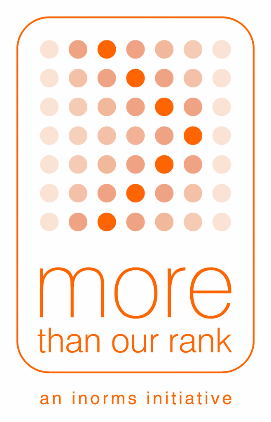 more
than our rank
an inorms initiative